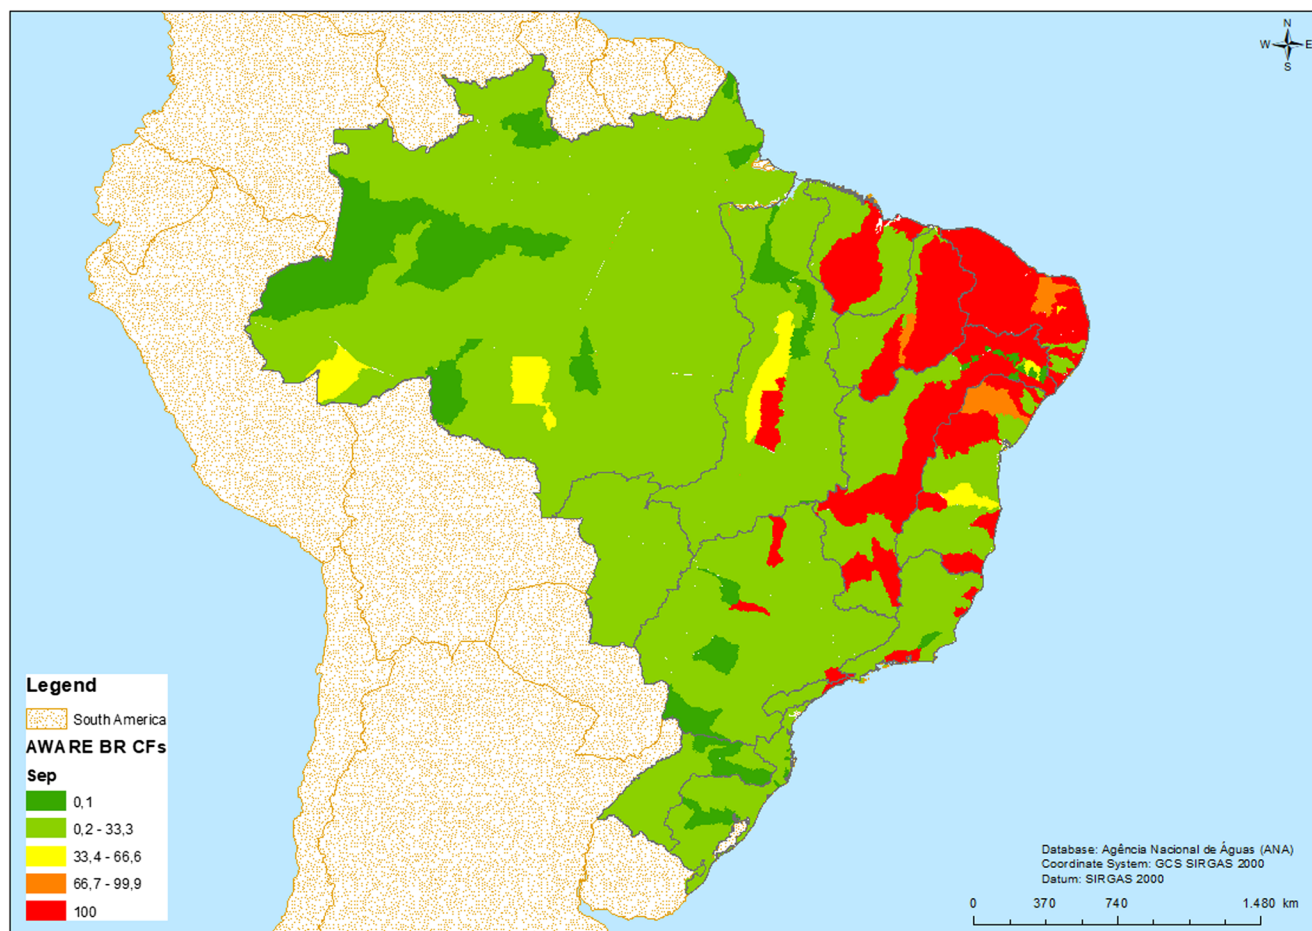 N
W E
S
Legend
South America
AWARE BR CFs
Sep
0,1
0,2 - 33,3
33,4 - 66,6
66,7 - 99,9
100
Database: Agência Nacional de Águas (ANA)
Coordinate System: GCS SIRGAS 2000
Datum: SIRGAS 2000
0 370 740 1.480 km